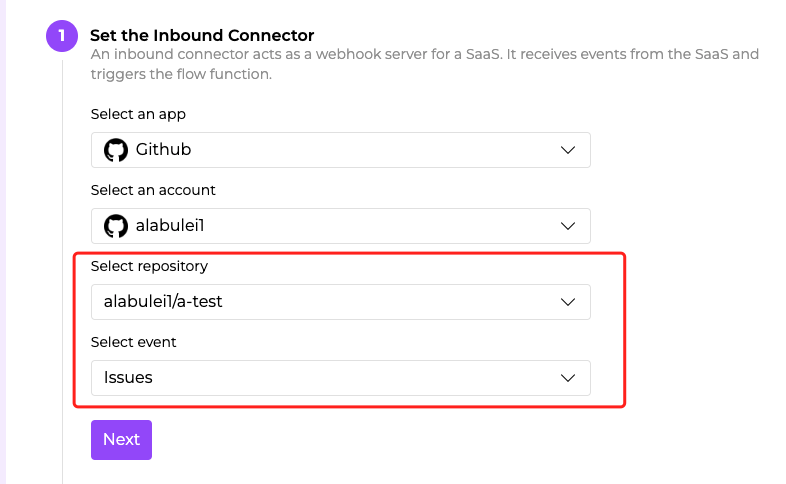 1
Set the Inbound Connector
An inbound connector acts as a webhook server for a SaaS. It receives events from the SaaS and
triggers the flow function.
Select an app
Github
Select an account
alabulei1
Select repository
alabulei1/a-test
Select event
Issues
Next